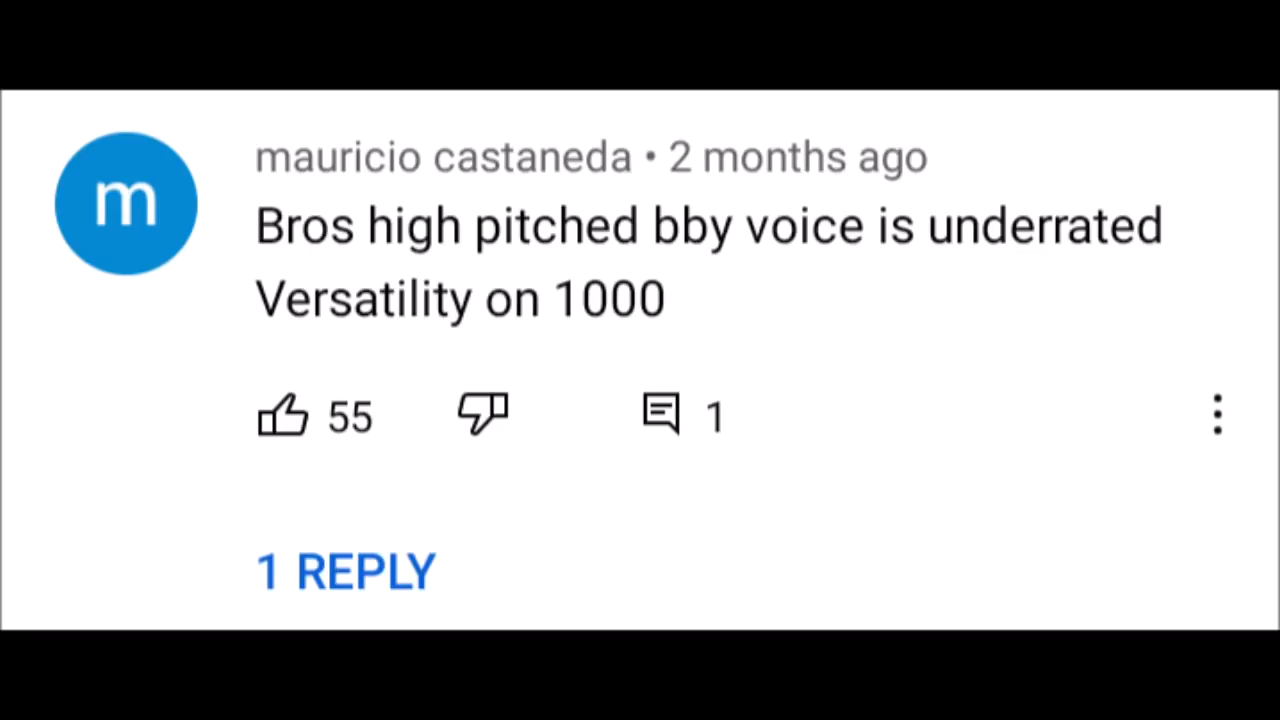 m
mauricio castaneda • 2 months ago
Bros high pitched bby voice is underrated
Versatility on 1000
55 1
1 REPLY